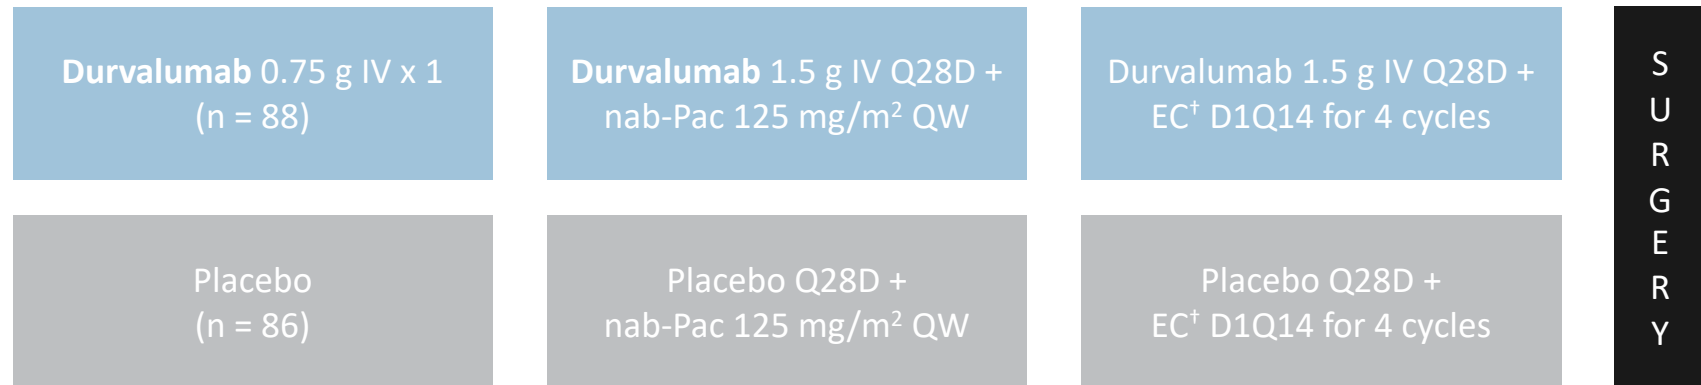 Durvalumab 0.75 g IV x 1
(n = 88)
Durvalumab 1.5 g IV Q28D +
nab-Pac 125 mg/m² QW
Durvalumab 1.5 g IV Q28D +
EC† D1Q14 for 4 cycles
Placebo
(n = 86)
Placebo Q28D +
nab-Pac 125 mg/m² QW
Placebo Q28D +
EC† D1Q14 for 4 cycles
S
U
R
G
E
R
Y